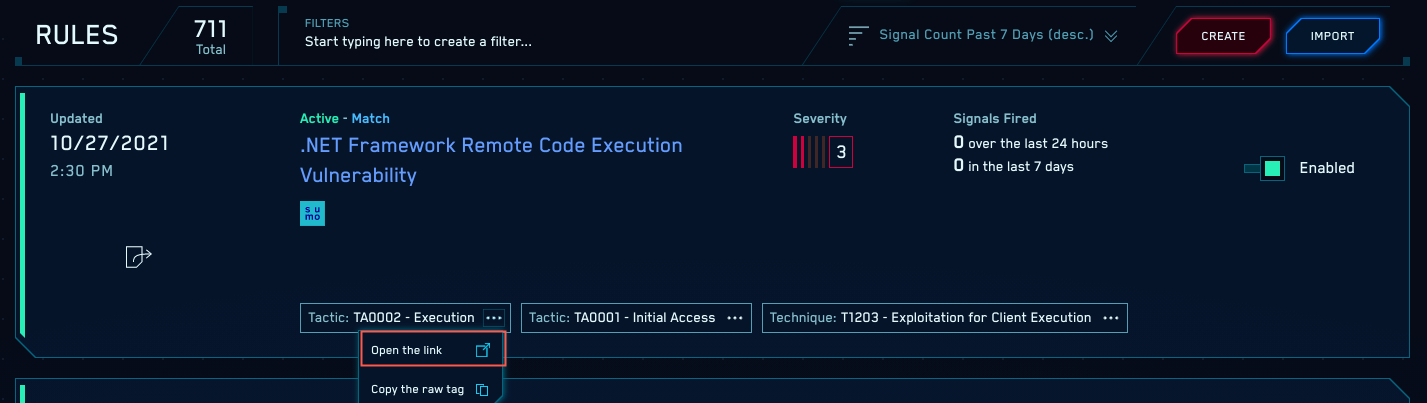 RULES
711
Total
FILTERS
Start typing here to create a filter...
Signal Count Past 7 Days (desc.)
CREATE
IMPORT
Updated
10/27/2021
2:30 PM
Active - Match
.NET Framework Remote Code Execution
Vulnerability
su
mo
Severity
3
Signals Fired
0 over the last 24 hours
0 in the last 7 days
Enabled
Tactic: TA0002 - Execution ...
Tactic: TA0001 - Initial Access ...
Technique: T1203 - Exploitation for Client Execution ...
Open the link
Copy the raw tag